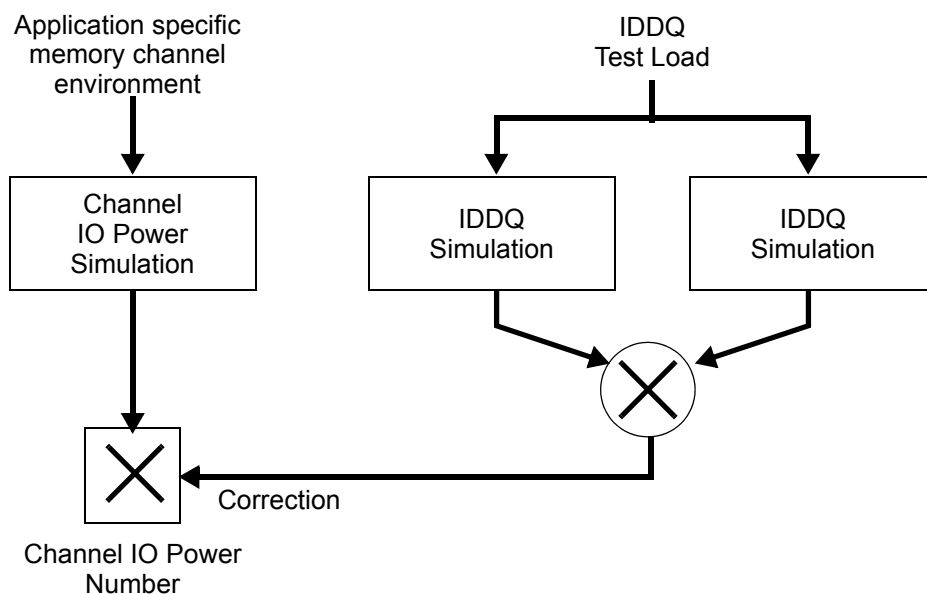 Application specific
memory channel
environment
IDDQ
Test Load
Channel
IO Power
Simulation
IDDQ
Simulation
IDDQ
Simulation
Correction
Channel IO Power
Number